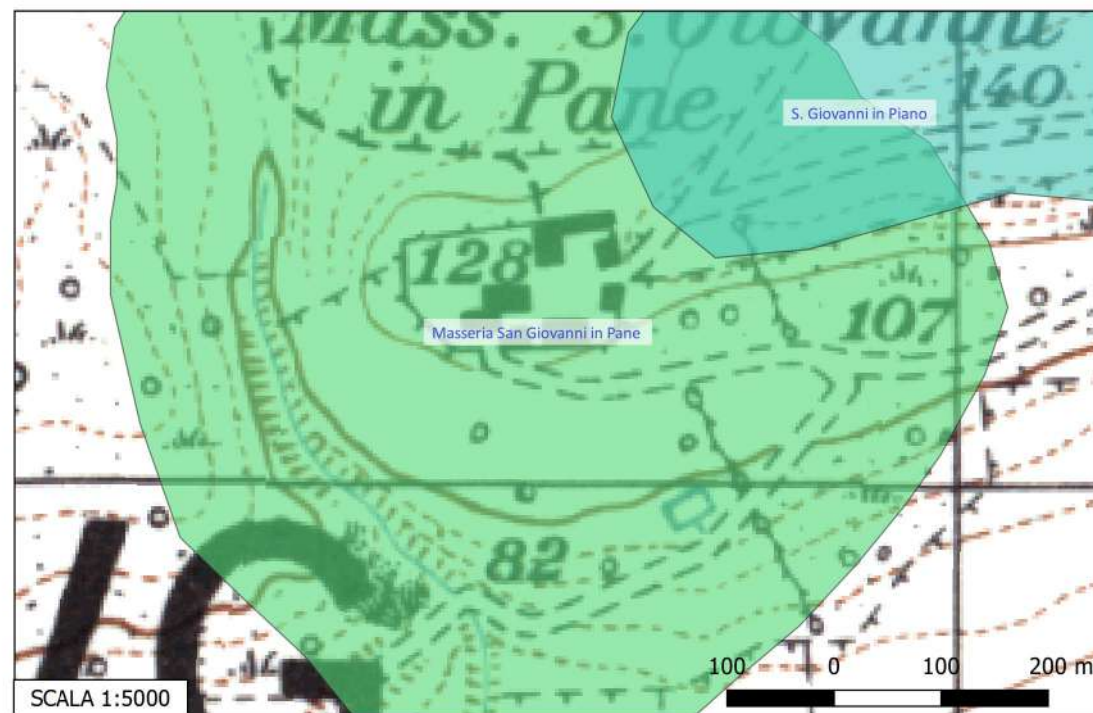 Mass. S. Giovanni
in Pane
140
S. Giovanni in Piano
128
107
Masseria San Giovanni in Pane
82
100 0 100 200 m
SCALA 1:5000